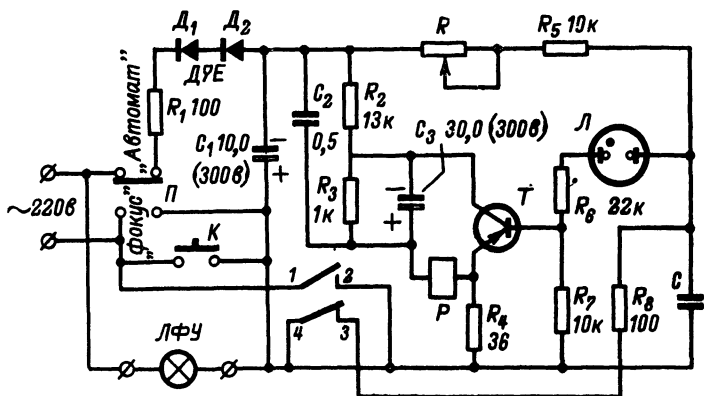 Д₁ Д₂
Д7Е
R R₅ 10к
„Автомат”
R₁ 100
C₂
0,5
R₂
13к
C₃ 30,0 (300в)
Л
C₁ 10,0
(300в)
−
+
П
R₃
1к
−
+
Т
R₆
22к
~220в
„фокус”
К
1 2
Р
R₄
36
R₇
10к
R₈
100
C
4 3
ЛФУ